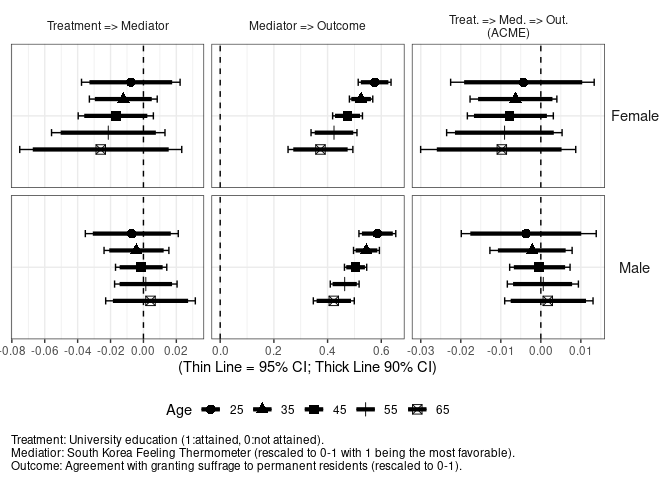 Treatment => Mediator
Mediator => Outcome
Treat. => Med. => Out.
(ACME)
Female
Male
-0.08 -0.06 -0.04 -0.02 0.00 0.02
0.0 0.2 0.4 0.6
-0.03 -0.02 -0.01 0.00 0.01
(Thin Line = 95% CI; Thick Line 90% CI)
Age 25 35 45 55 65
Treatment: University education (1:attained, 0:not attained).
Mediatior: South Korea Feeling Thermometer (rescaled to 0-1 with 1 being the most favorable).
Outcome: Agreement with granting suffrage to permanent residents (rescaled to 0-1).